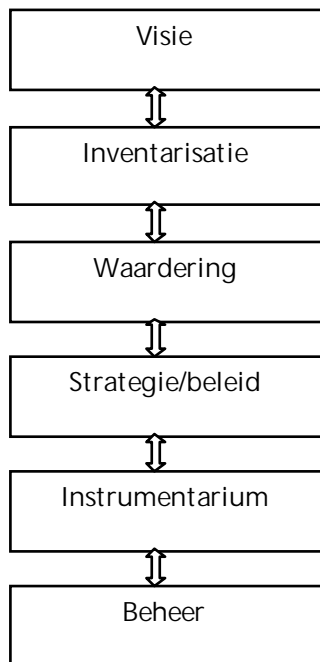 Visie
Inventarisatie
Waardering
Strategie/beleid
Instrumentarium
Beheer